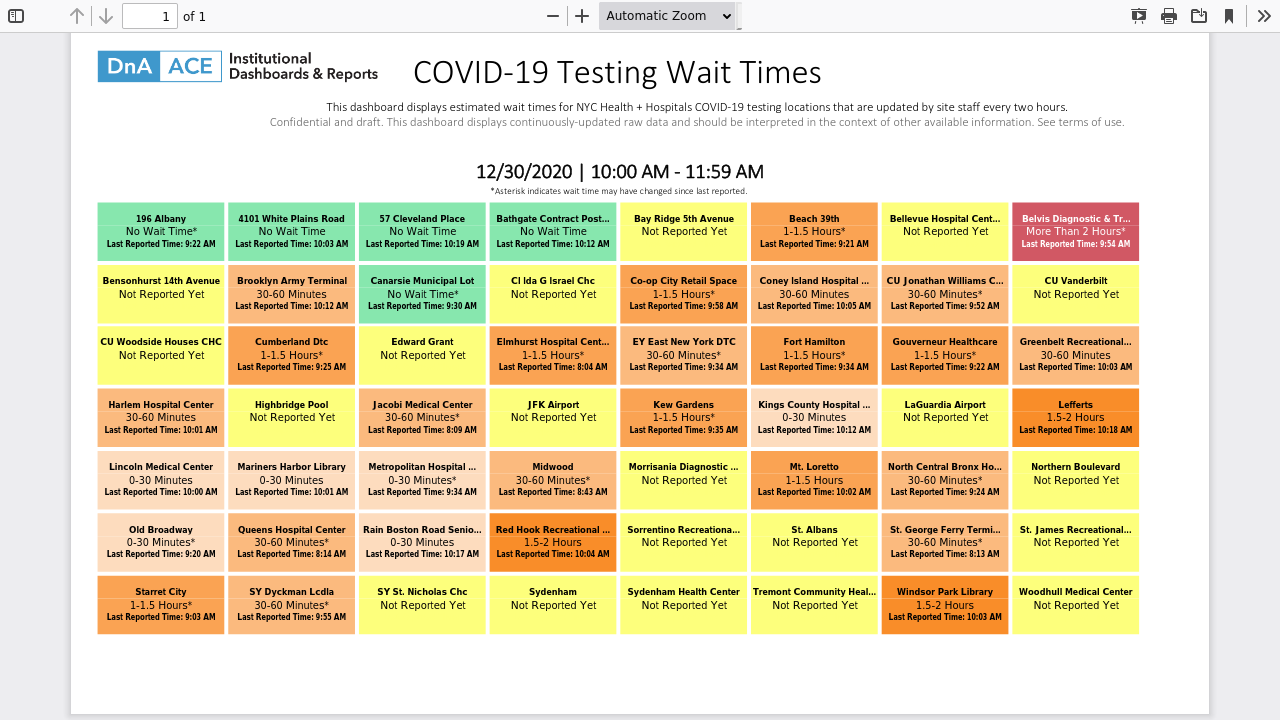 1 of 1 Automatic Zoom
DnA ACE Institutional Dashboards & Reports
COVID-19 Testing Wait Times
This dashboard displays estimated wait times for NYC Health + Hospitals COVID-19 testing locations that are updated by site staff every two hours.
Confidential and draft. This dashboard displays continuously-updated raw data and should be interpreted in the context of other available information. See terms of use.
12/30/2020 | 10:00 AM - 11:59 AM
*Asterisk indicates wait time may have changed since last reported.
196 Albany
No Wait Time*
Last Reported Time: 9:22 AM
4101 White Plains Road
No Wait Time
Last Reported Time: 10:03 AM
57 Cleveland Place
No Wait Time
Last Reported Time: 10:19 AM
Bathgate Contract Post...
No Wait Time
Last Reported Time: 10:12 AM
Bay Ridge 5th Avenue
Not Reported Yet
Beach 39th
1-1.5 Hours*
Last Reported Time: 9:21 AM
Bellevue Hospital Cent...
Not Reported Yet
Belvis Diagnostic & Tr...
More Than 2 Hours*
Last Reported Time: 9:54 AM
Bensonhurst 14th Avenue
Not Reported Yet
Brooklyn Army Terminal
30-60 Minutes
Last Reported Time: 10:12 AM
Canarsie Municipal Lot
No Wait Time*
Last Reported Time: 9:30 AM
Cl Ida G Israel Chc
Not Reported Yet
Co-op City Retail Space
1-1.5 Hours*
Last Reported Time: 9:58 AM
Coney Island Hospital ...
30-60 Minutes
Last Reported Time: 10:05 AM
CU Jonathan Williams C...
30-60 Minutes*
Last Reported Time: 9:52 AM
CU Vanderbilt
Not Reported Yet
CU Woodside Houses CHC
Not Reported Yet
Cumberland Dtc
1-1.5 Hours*
Last Reported Time: 9:25 AM
Edward Grant
Not Reported Yet
Elmhurst Hospital Cent...
1-1.5 Hours*
Last Reported Time: 8:04 AM
EY East New York DTC
30-60 Minutes*
Last Reported Time: 9:34 AM
Fort Hamilton
1-1.5 Hours*
Last Reported Time: 9:34 AM
Gouverneur Healthcare
1-1.5 Hours*
Last Reported Time: 9:22 AM
Greenbelt Recreational...
30-60 Minutes
Last Reported Time: 10:03 AM
Harlem Hospital Center
30-60 Minutes
Last Reported Time: 10:01 AM
Highbridge Pool
Not Reported Yet
Jacobi Medical Center
30-60 Minutes*
Last Reported Time: 8:09 AM
JFK Airport
Not Reported Yet
Kew Gardens
1-1.5 Hours*
Last Reported Time: 9:35 AM
Kings County Hospital ...
0-30 Minutes
Last Reported Time: 10:12 AM
LaGuardia Airport
Not Reported Yet
Lefferts
1.5-2 Hours
Last Reported Time: 10:18 AM
Lincoln Medical Center
0-30 Minutes
Last Reported Time: 10:00 AM
Mariners Harbor Library
0-30 Minutes
Last Reported Time: 10:01 AM
Metropolitan Hospital ...
0-30 Minutes*
Last Reported Time: 9:34 AM
Midwood
30-60 Minutes*
Last Reported Time: 8:43 AM
Morrisania Diagnostic ...
Not Reported Yet
Mt. Loretto
1-1.5 Hours
Last Reported Time: 10:02 AM
North Central Bronx Ho...
30-60 Minutes*
Last Reported Time: 9:24 AM
Northern Boulevard
Not Reported Yet
Old Broadway
0-30 Minutes*
Last Reported Time: 9:20 AM
Queens Hospital Center
30-60 Minutes*
Last Reported Time: 8:14 AM
Rain Boston Road Senio...
0-30 Minutes
Last Reported Time: 10:17 AM
Red Hook Recreational ...
1.5-2 Hours
Last Reported Time: 10:04 AM
Sorrentino Recreationa...
Not Reported Yet
St. Albans
Not Reported Yet
St. George Ferry Termi...
30-60 Minutes*
Last Reported Time: 8:13 AM
St. James Recreational...
Not Reported Yet
Starret City
1-1.5 Hours*
Last Reported Time: 9:03 AM
SY Dyckman Lcdla
30-60 Minutes*
Last Reported Time: 9:55 AM
SY St. Nicholas Chc
Not Reported Yet
Sydenham
Not Reported Yet
Sydenham Health Center
Not Reported Yet
Tremont Community Heal...
Not Reported Yet
Windsor Park Library
1.5-2 Hours
Last Reported Time: 10:03 AM
Woodhull Medical Center
Not Reported Yet